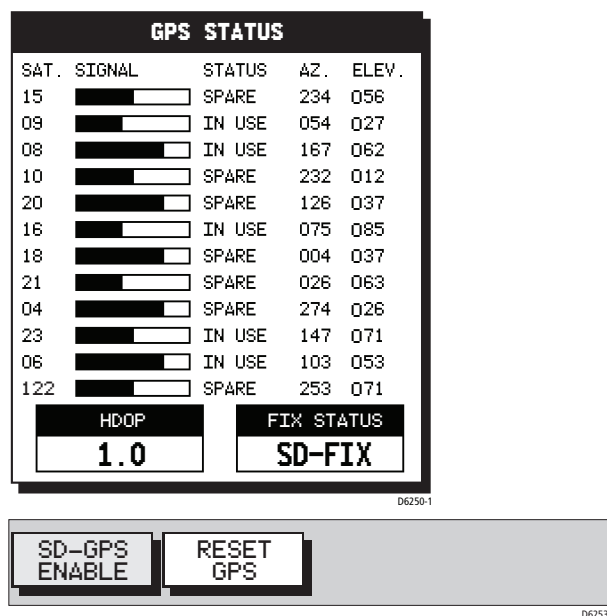 GPS STATUS
SAT. SIGNAL STATUS AZ. ELEV.
15 SPARE 234 056
09 IN USE 054 027
08 IN USE 167 062
10 SPARE 232 012
20 SPARE 126 037
16 IN USE 075 085
18 SPARE 004 037
21 SPARE 026 063
04 SPARE 274 026
23 IN USE 147 071
06 IN USE 103 053
122 SPARE 253 071
HDOP FIX STATUS
1.0 SD-FIX
D6250-1
SD-GPS RESET
ENABLE GPS
D6253